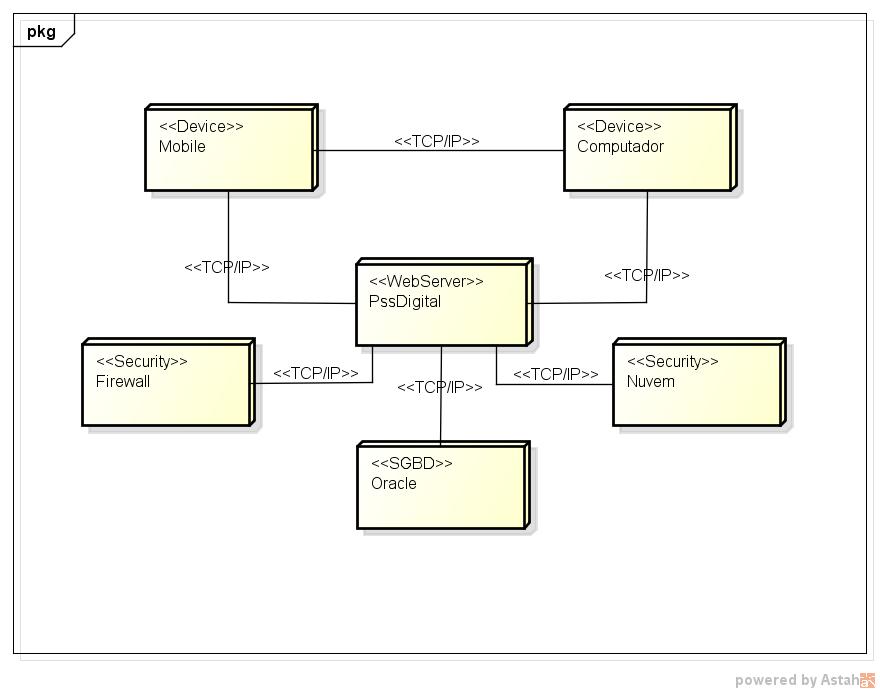 pkg
<<Device>>
Mobile
<<TCP/IP>>
<<Device>>
Computador
<<TCP/IP>>
<<WebServer>>
PssDigital
<<TCP/IP>>
<<Security>>
Firewall
<<TCP/IP>>
<<TCP/IP>>
<<TCP/IP>>
<<Security>>
Nuvem
<<SGBD>>
Oracle
powered by Astah